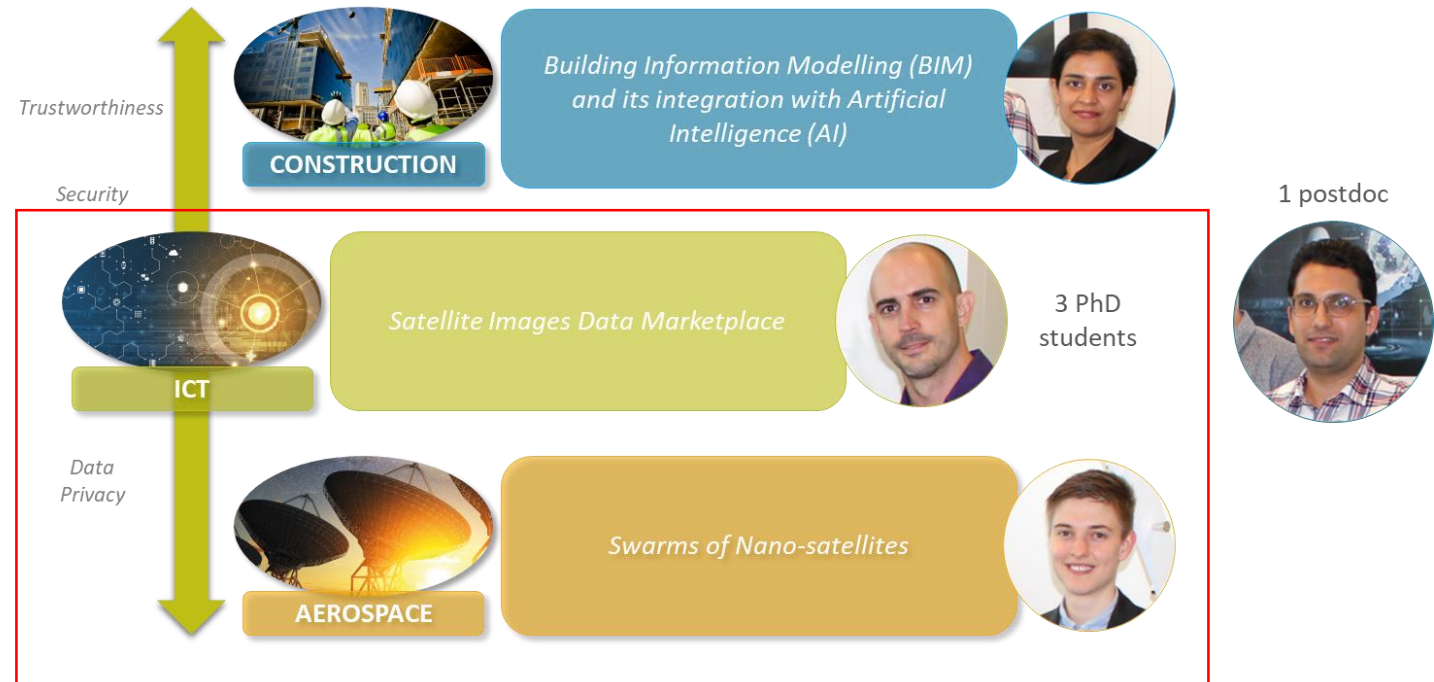 Trustworthiness
Building Information Modelling (BIM)
and its integration with Artificial
Intelligence (AI)
CONSTRUCTION
Security
1 postdoc
Satellite Images Data Marketplace
3 PhD
students
ICT
Data
Privacy
Swarms of Nano-satellites
AEROSPACE